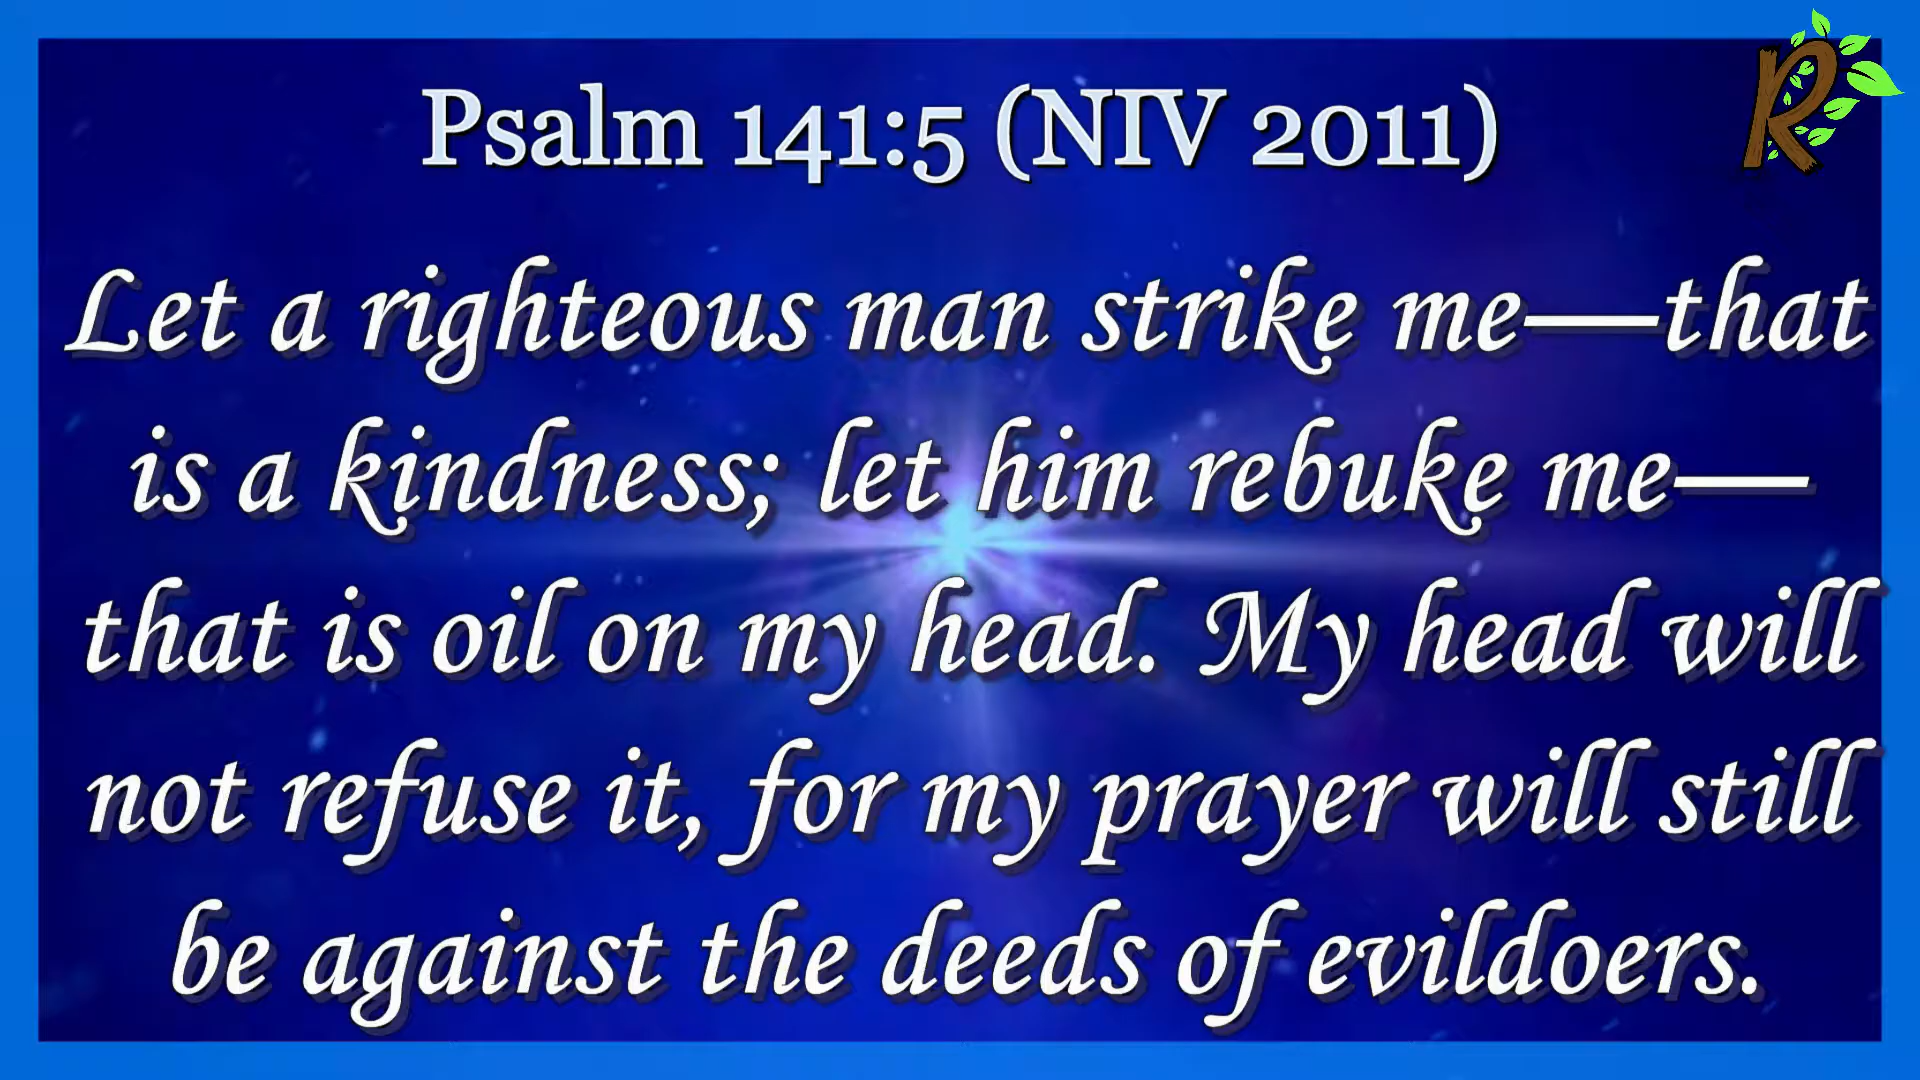 R
Psalm 141:5 (NIV 2011)
Let a righteous man strike me—that
is a kindness; let him rebuke me—
that is oil on my head. My head will
not refuse it, for my prayer will still
be against the deeds of evildoers.